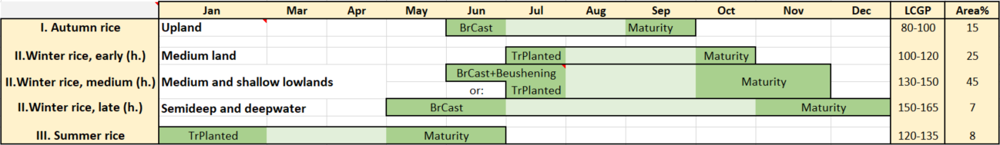 Jan Mar Apr May Jun Jul Aug Sep Oct Nov Dec LCGP Area%
I. Autumn rice Upland BrCast Maturity 80-100 15
II.Winter rice, early (h.) Medium land TrPlanted Maturity 100-120 25
II.Winter rice, medium (h.) Medium and shallow lowlands BrCast+Beushening Maturity 130-150 45
or: TrPlanted
II.Winter rice, late (h.) Semideep and deepwater BrCast Maturity 150-165 7
III. Summer rice TrPlanted Maturity 120-135 8